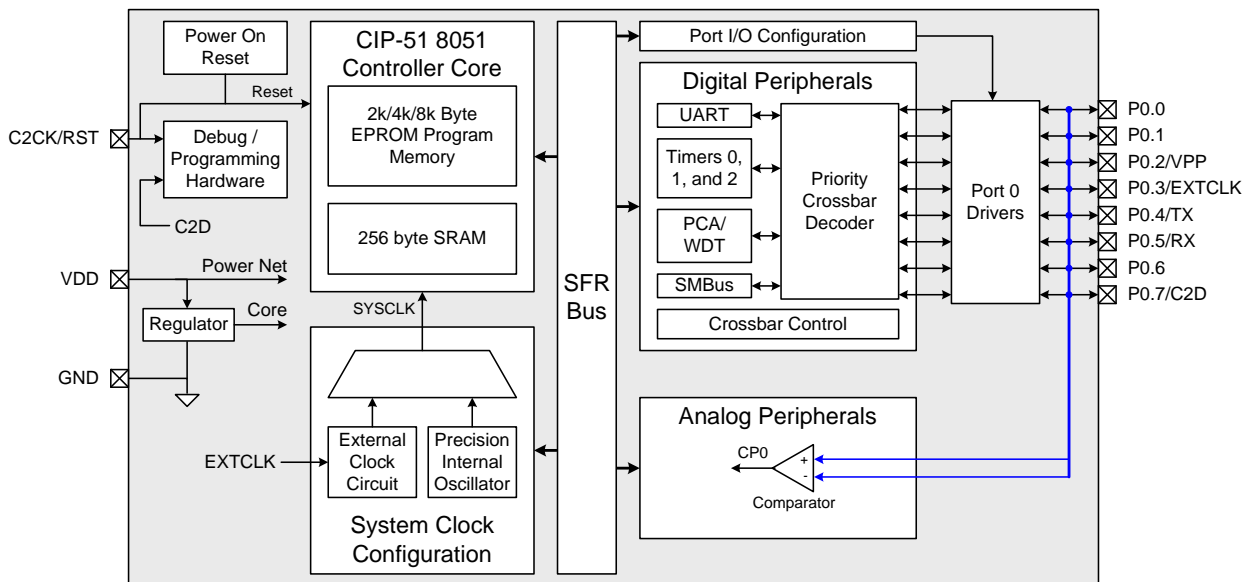 Power On
Reset
Reset
C2CK/RST
Debug /
Programming
Hardware
C2D
VDD
Power Net
Regulator
Core
GND
CIP-51 8051
Controller Core
2k/4k/8k Byte
EPROM Program
Memory
256 byte SRAM
SYSCLK
EXTCLK
External
Clock
Circuit
Precision
Internal
Oscillator
System Clock
Configuration
SFR
Bus
Port I/O Configuration
Digital Peripherals
UART
Timers 0,
1, and 2
PCA/
WDT
SMBus
Priority
Crossbar
Decoder
Crossbar Control
Port 0
Drivers
P0.0
P0.1
P0.2/VPP
P0.3/EXTCLK
P0.4/TX
P0.5/RX
P0.6
P0.7/C2D
Analog Peripherals
CP0
+
-
Comparator